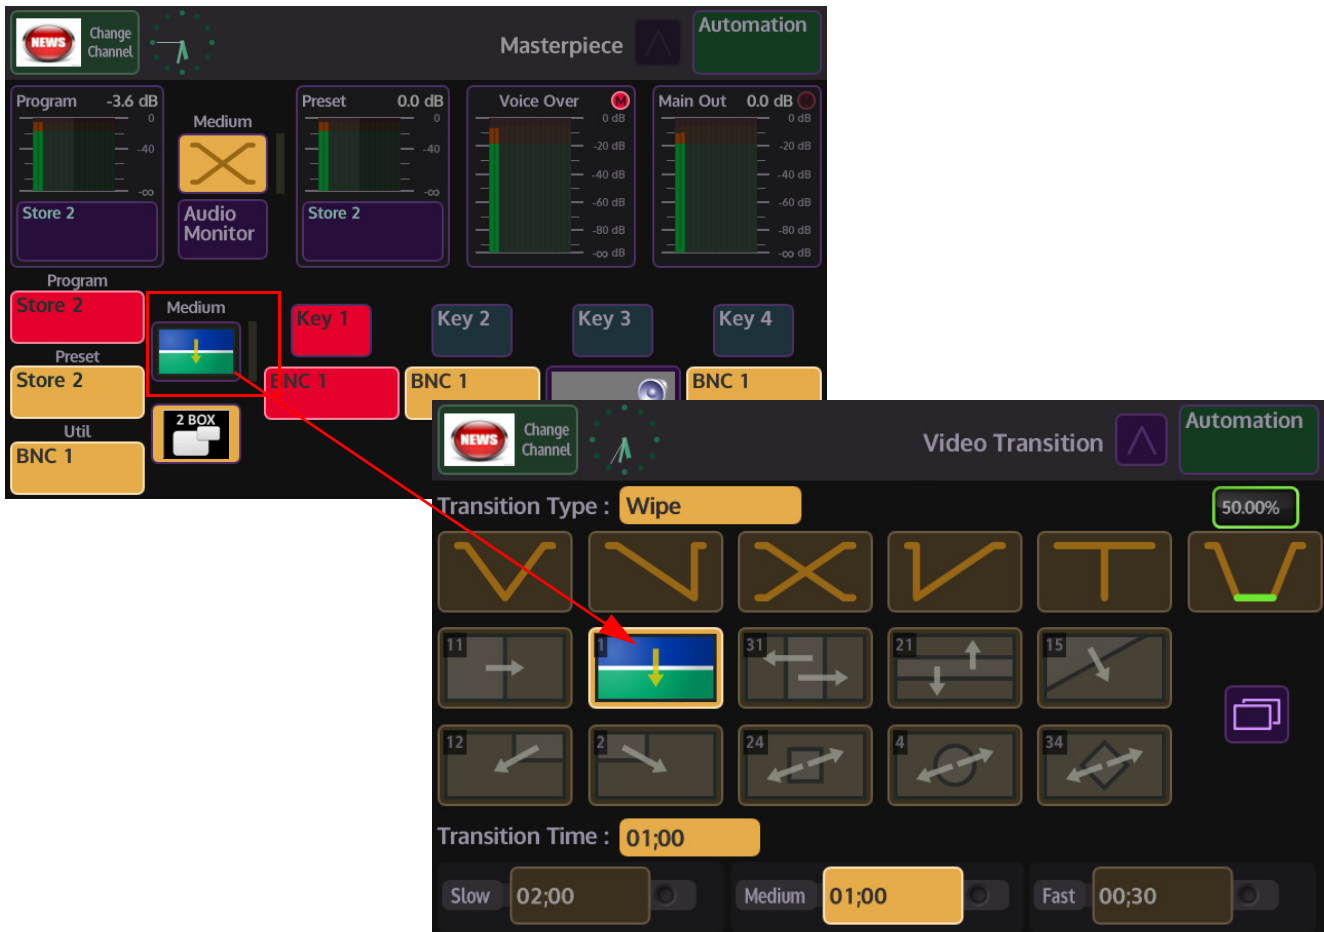 NEWS
Change
Channel
Masterpiece
Automation
Program -3.6 dB
0
-40
-∞
Store 2
Medium
Audio
Monitor
Preset 0.0 dB
0
-40
-∞
Store 2
Voice Over M
0 dB
-20 dB
-40 dB
-60 dB
-80 dB
-∞ dB
Main Out 0.0 dB
0 dB
-20 dB
-40 dB
-60 dB
-80 dB
-∞ dB
Program
Store 2
Medium
Key 1
Key 2
Key 3
Key 4
Preset
Store 2
BNC 1
BNC 1
BNC 1
Util
BNC 1
2 BOX
NEWS
Change
Channel
Video Transition
Automation
Transition Type : Wipe
50.00%
11
1
31
21
15
12
2
24
4
34
Transition Time : 01;00
Slow 02;00
Medium 01;00
Fast 00;30